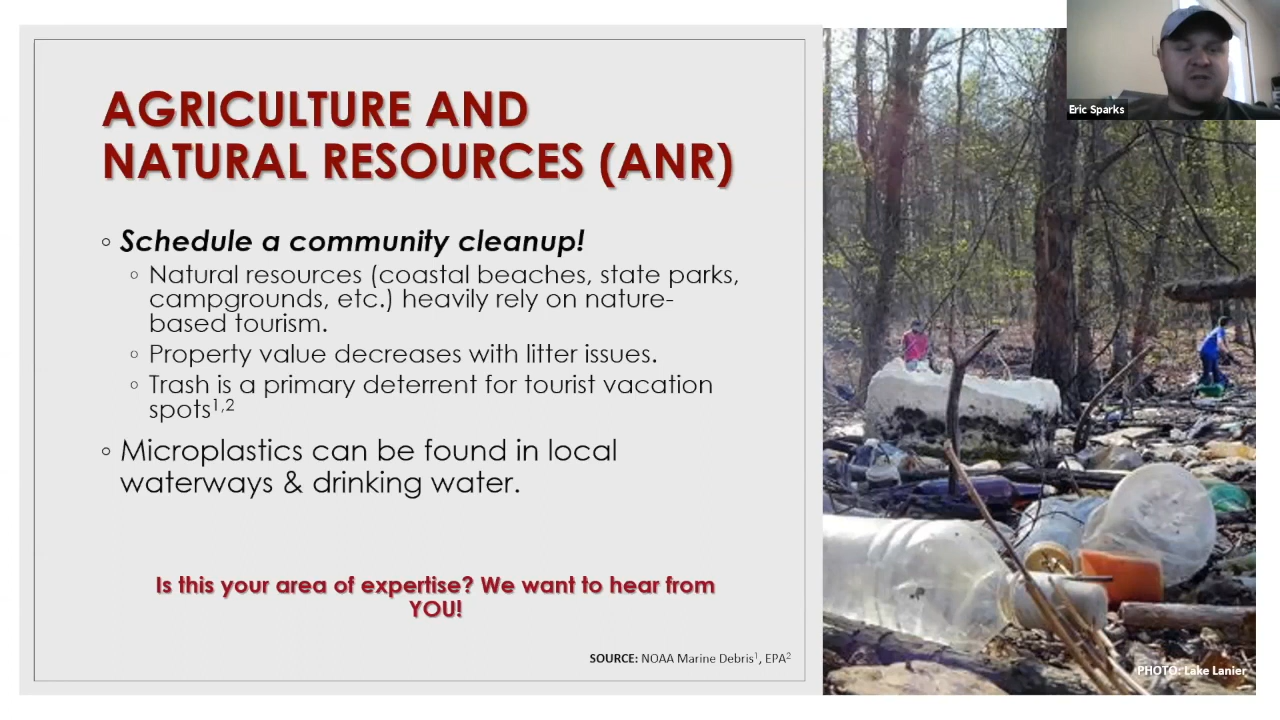 AGRICULTURE AND
NATURAL RESOURCES (ANR)
◦ Schedule a community cleanup!
◦ Natural resources (coastal beaches, state parks,
campgrounds, etc.) heavily rely on nature-
based tourism.
◦ Property value decreases with litter issues.
◦ Trash is a primary deterrent for tourist vacation
spots¹,²
◦ Microplastics can be found in local
waterways & drinking water.
Is this your area of expertise? We want to hear from
YOU!
SOURCE: NOAA Marine Debris¹, EPA²
Eric Sparks
PHOTO: Lake Lanier